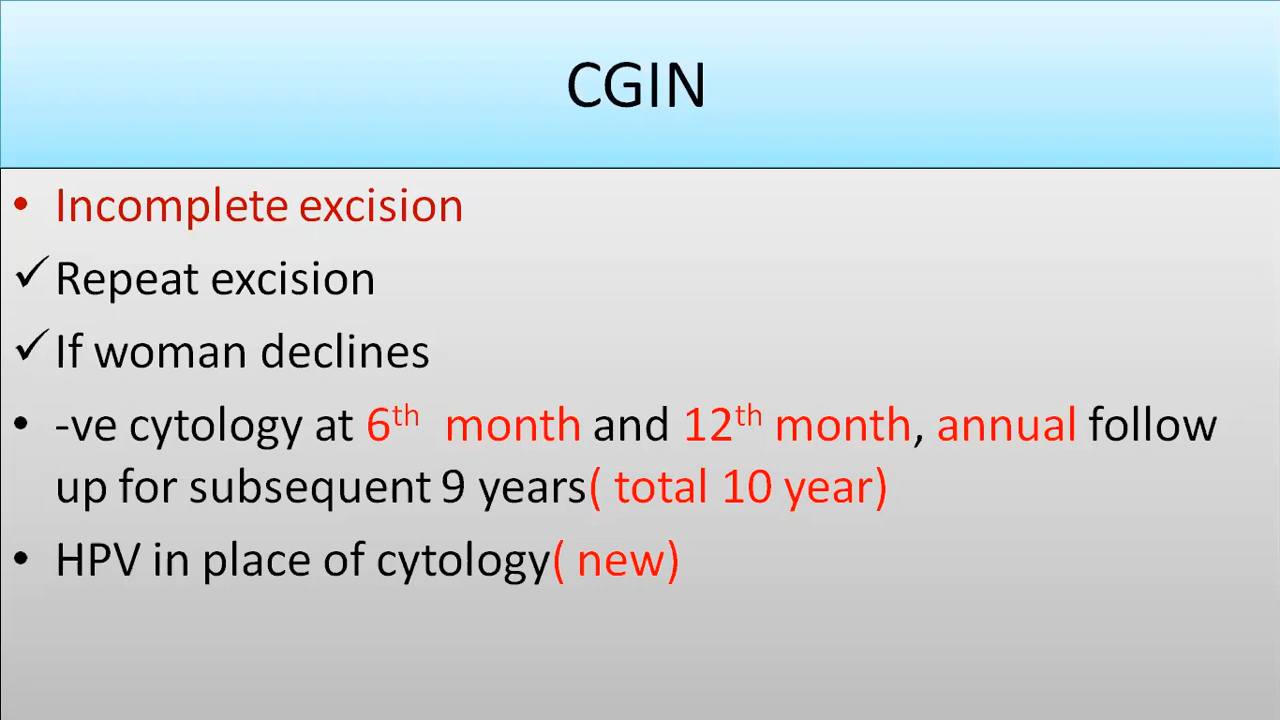 CGIN
• Incomplete excision
✓ Repeat excision
✓ If woman declines
• -ve cytology at 6th month and 12th month, annual follow
up for subsequent 9 years( total 10 year)
• HPV in place of cytology( new)